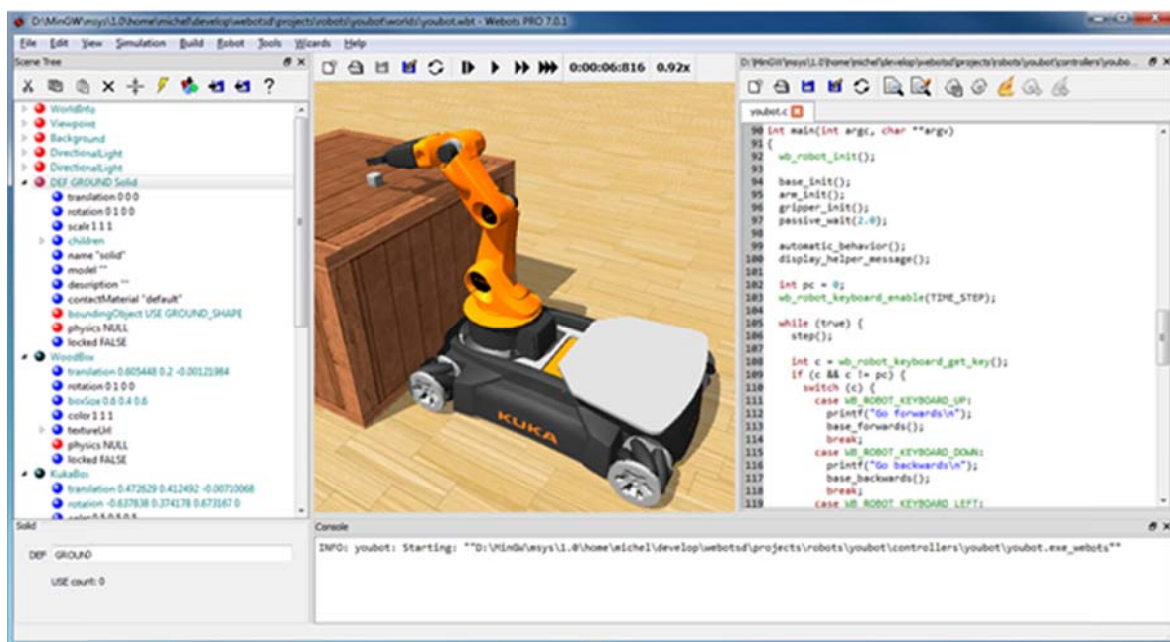 D:\MinGW\msys\1.0\home\michel\develop\webotsd\projects\robots\youbot\worlds\youbot.wbt - Webots PRO 7.0.1
File Edit View Simulation Build Robot Tools Wizards Help
Scene Tree
0:00:06:816 0.92x
D:\MinGW\msys\1.0\home\michel\develop\webotsd\projects\robots\youbot\controllers\youbo...
youbot.c
WorldInfo
Viewpoint
Background
DirectionalLight
DirectionalLight
DEF GROUND Solid
translation 0 0 0
rotation 0 1 0 0
scale 1 1 1
children
name "solid"
model ""
description ""
contactMaterial "default"
boundingObject USE GROUND_SHAPE
physics NULL
locked FALSE
WoodBox
translation 0.605448 0.2 -0.00121984
rotation 0 1 0 0
boxSize 0.6 0.4 0.6
color 1 1 1
textureUrl
physics NULL
locked FALSE
KukaBox
translation 0.472629 0.412492 -0.00710068
rotation -0.637838 0.374178 0.673167 0
color 0.5 0.5 0.5
KUKA
90 int main(int argc, char **argv)
91 {
92 wb_robot_init();
93
94 base_init();
95 arm_init();
96 gripper_init();
97 passive_wait(2.0);
98
99 automatic_behavior();
100 display_helper_message();
101
102 int pc = 0;
103 wb_robot_keyboard_enable(TIME_STEP);
104
105 while (true) {
106 step();
107
108 int c = wb_robot_keyboard_get_key();
109 if (c && c != pc) {
110 switch (c) {
111 case WB_ROBOT_KEYBOARD_UP:
112 printf("Go forwards\n");
113 base_forwards();
114 break;
115 case WB_ROBOT_KEYBOARD_DOWN:
116 printf("Go backwards\n");
117 base_backwards();
118 break;
119 case WB_ROBOT_KEYBOARD_LEFT:
Solid
DEF GROUND
USE count: 0
Console
INFO: youbot: Starting: ""D:\MinGW\msys\1.0\home\michel\develop\webotsd\projects\robots\youbot\controllers\youbot\youbot.exe_webots""